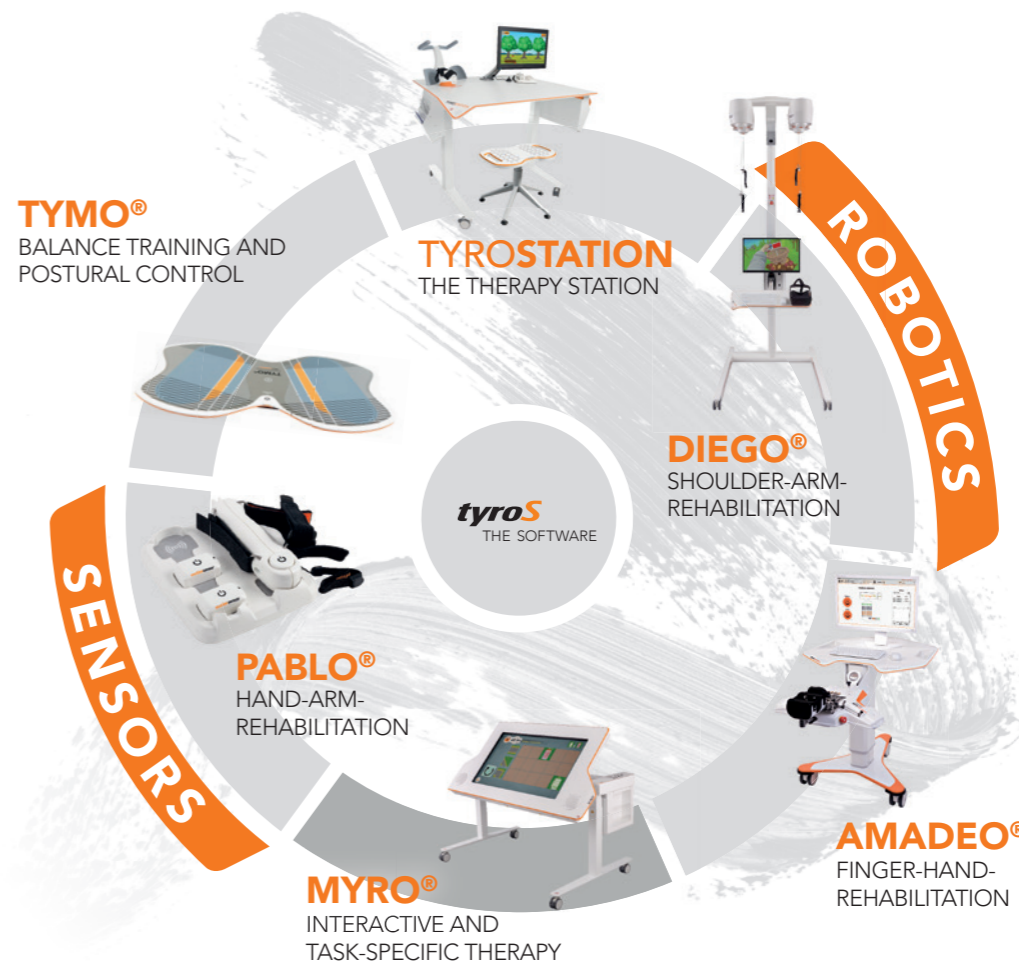 TYMO®
BALANCE TRAINING AND
POSTURAL CONTROL
TYROSTATION
THE THERAPY STATION
ROBOTICS
DIEGO®
SHOULDER-ARM-
REHABILITATION
tyroS
THE SOFTWARE
SENSORS
PABLO®
HAND-ARM-
REHABILITATION
AMADEO®
FINGER-HAND-
REHABILITATION
MYRO®
INTERACTIVE AND
TASK-SPECIFIC THERAPY